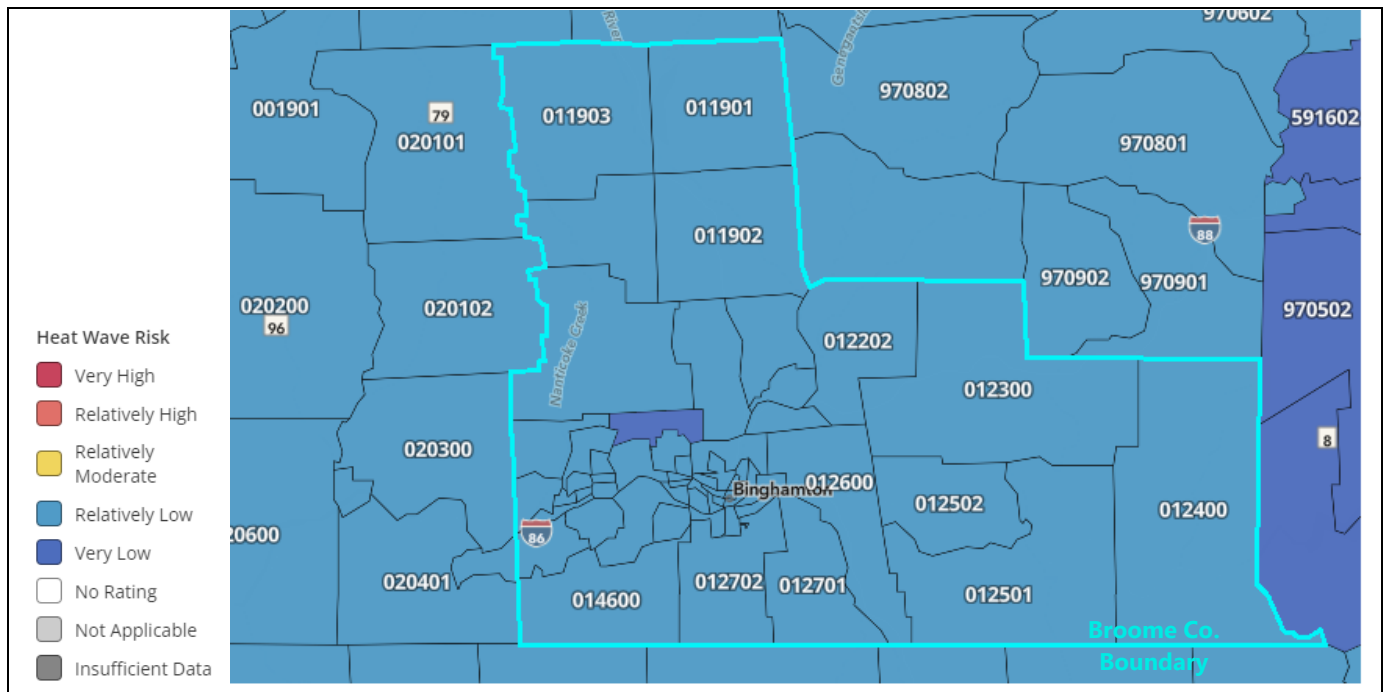 Heat Wave Risk
Very High
Relatively High
Relatively
Moderate
Relatively Low
Very Low
No Rating
Not Applicable
Insufficient Data
River
970602
001901
79
020101
011903
011901
970802
970801
591602
011902
88
020200
96
020102
970902
970901
970502
Nanticoke Creek
012202
012300
8
020300
Binghamton
012600
012502
012400
20600
86
020401
014600
012702
012701
012501
Broome Co.
Boundary